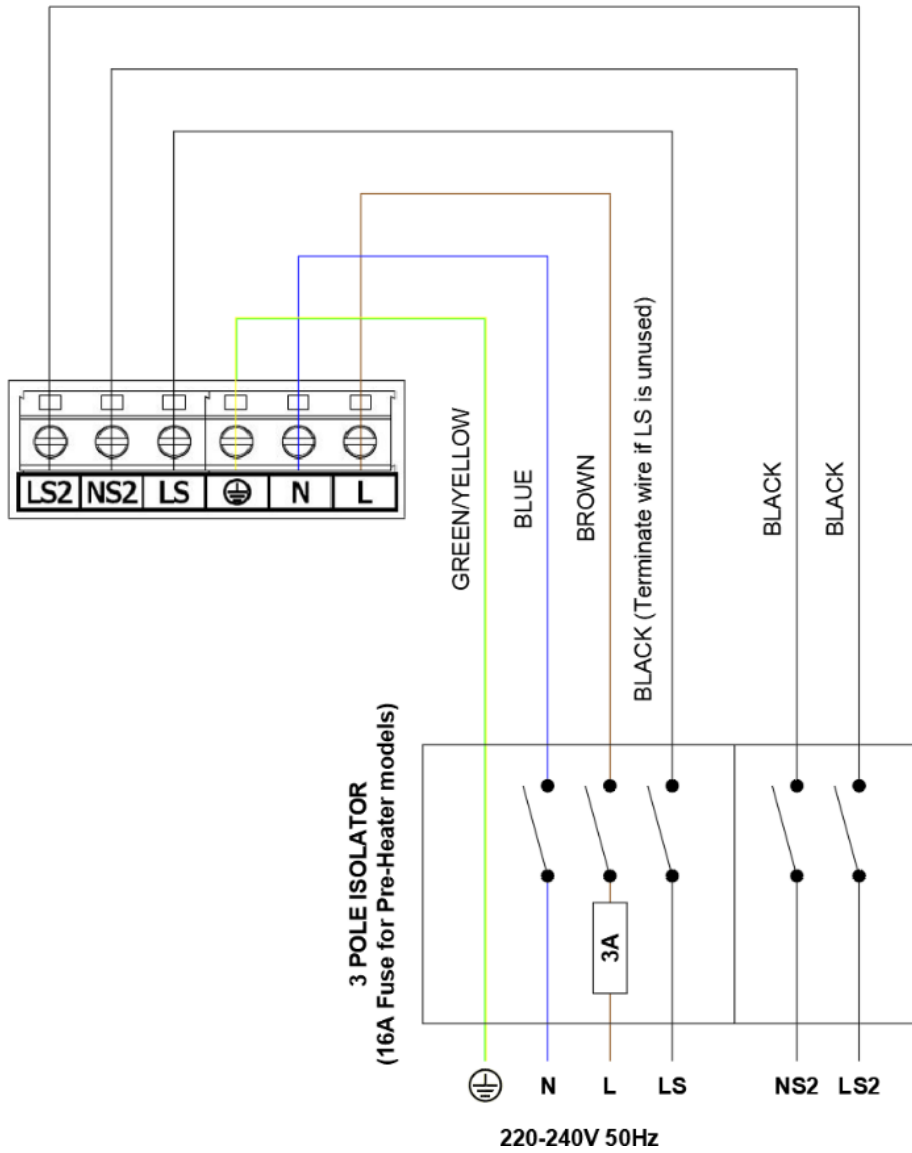 LS2 NS2 LS N L
GREEN/YELLOW
BLUE
BROWN
BLACK (Terminate wire if LS is unused)
BLACK
BLACK
3 POLE ISOLATOR
(16A Fuse for Pre-Heater models)
3A
N L LS NS2 LS2
220-240V 50Hz